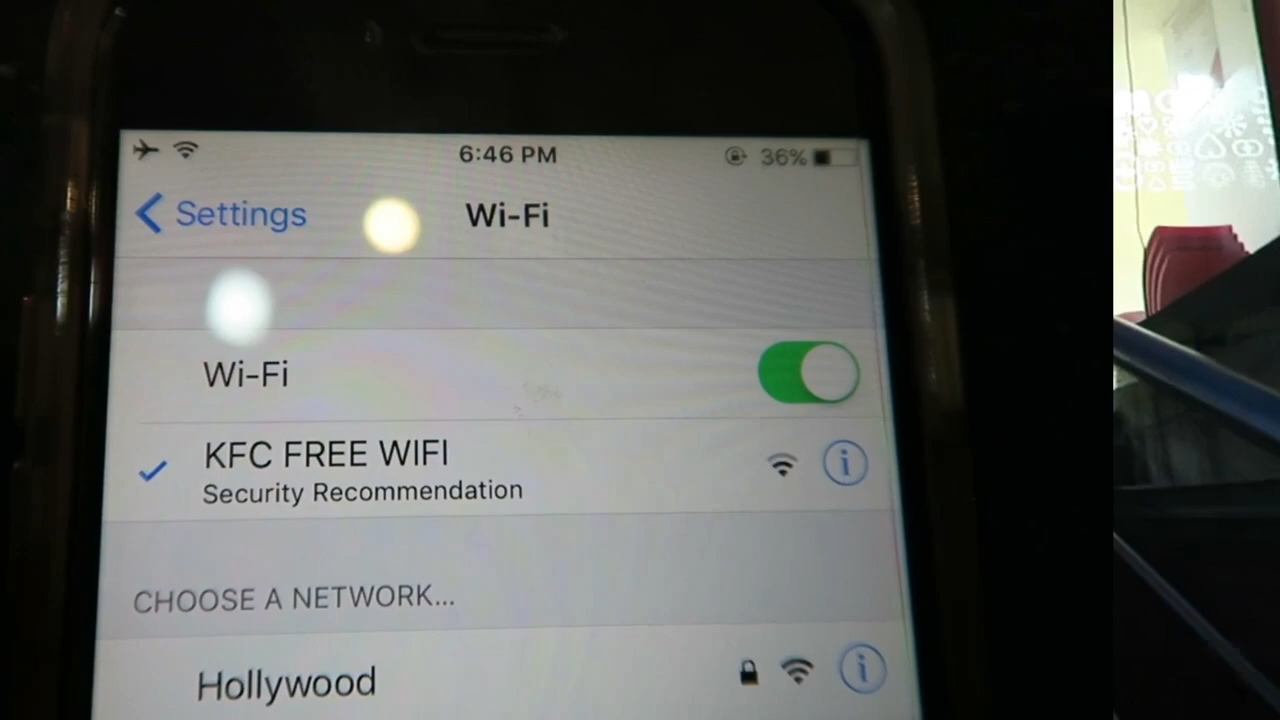 6:46 PM
36%
Settings
Wi-Fi
Wi-Fi
KFC FREE WIFI
Security Recommendation
CHOOSE A NETWORK...
Hollywood